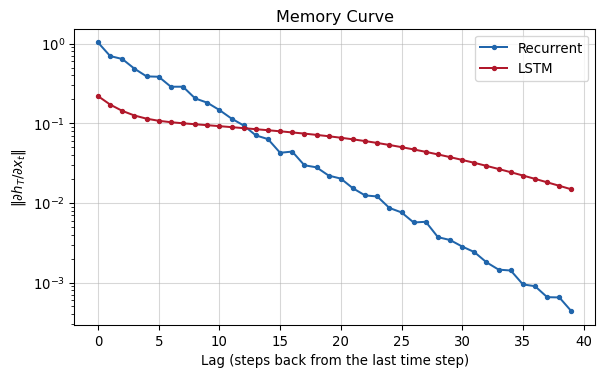 Memory Curve
Recurrent
LSTM
10⁰
10⁻¹
10⁻²
10⁻³
‖∂h_T/∂x_t‖
0 5 10 15 20 25 30 35 40
Lag (steps back from the last time step)